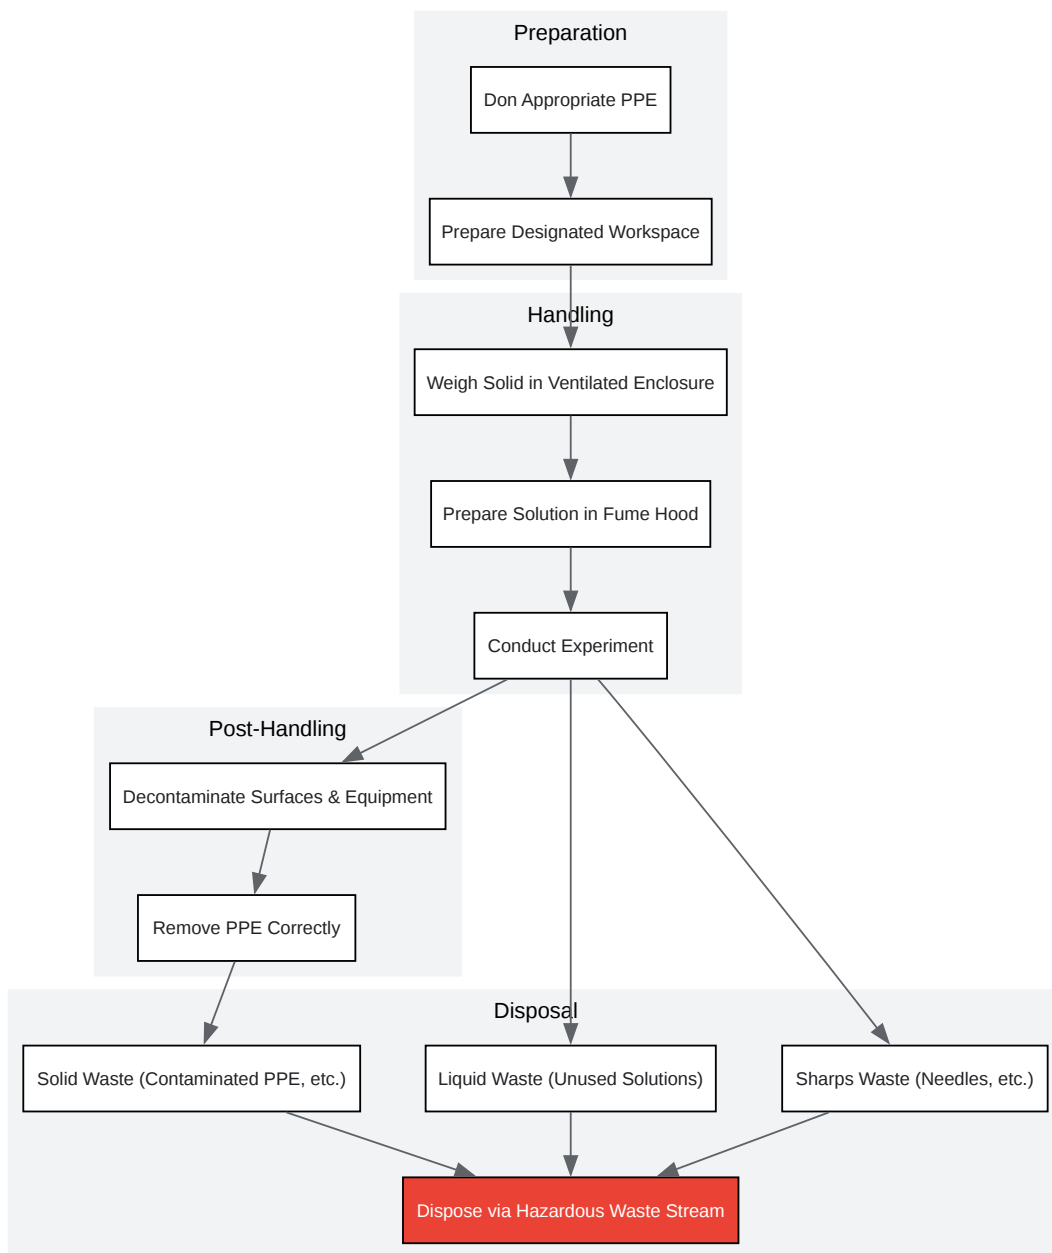 Preparation
Don Appropriate PPE
Prepare Designated Workspace
Handling
Weigh Solid in Ventilated Enclosure
Prepare Solution in Fume Hood
Conduct Experiment
Post-Handling
Decontaminate Surfaces & Equipment
Remove PPE Correctly
Disposal
Solid Waste (Contaminated PPE, etc.)
Liquid Waste (Unused Solutions)
Sharps Waste (Needles, etc.)
Dispose via Hazardous Waste Stream